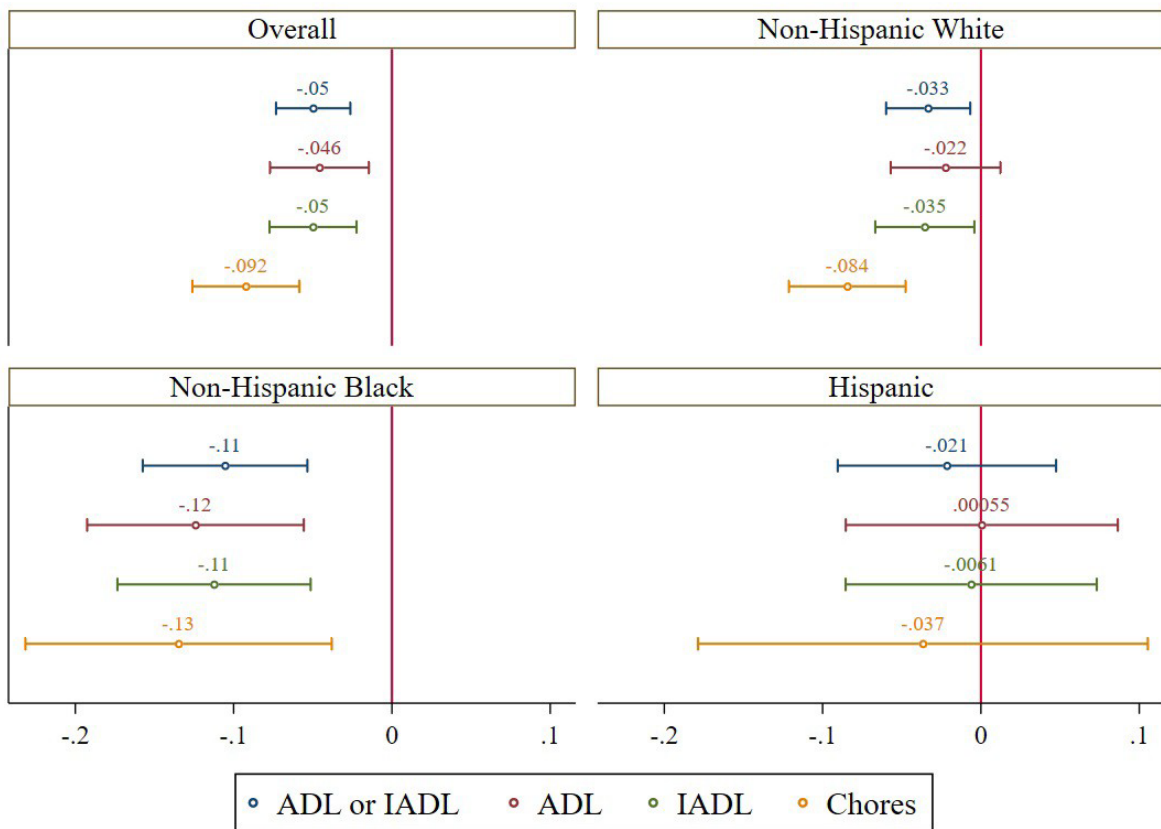 Overall
-.05
-.046
-.05
-.092
Non-Hispanic White
-.033
-.022
-.035
-.084
Non-Hispanic Black
-.11
-.12
-.11
-.13
Hispanic
-.021
.00055
-.0061
-.037
-.2 -.1 0 .1
-.2 -.1 0 .1
ADL or IADL ADL IADL Chores